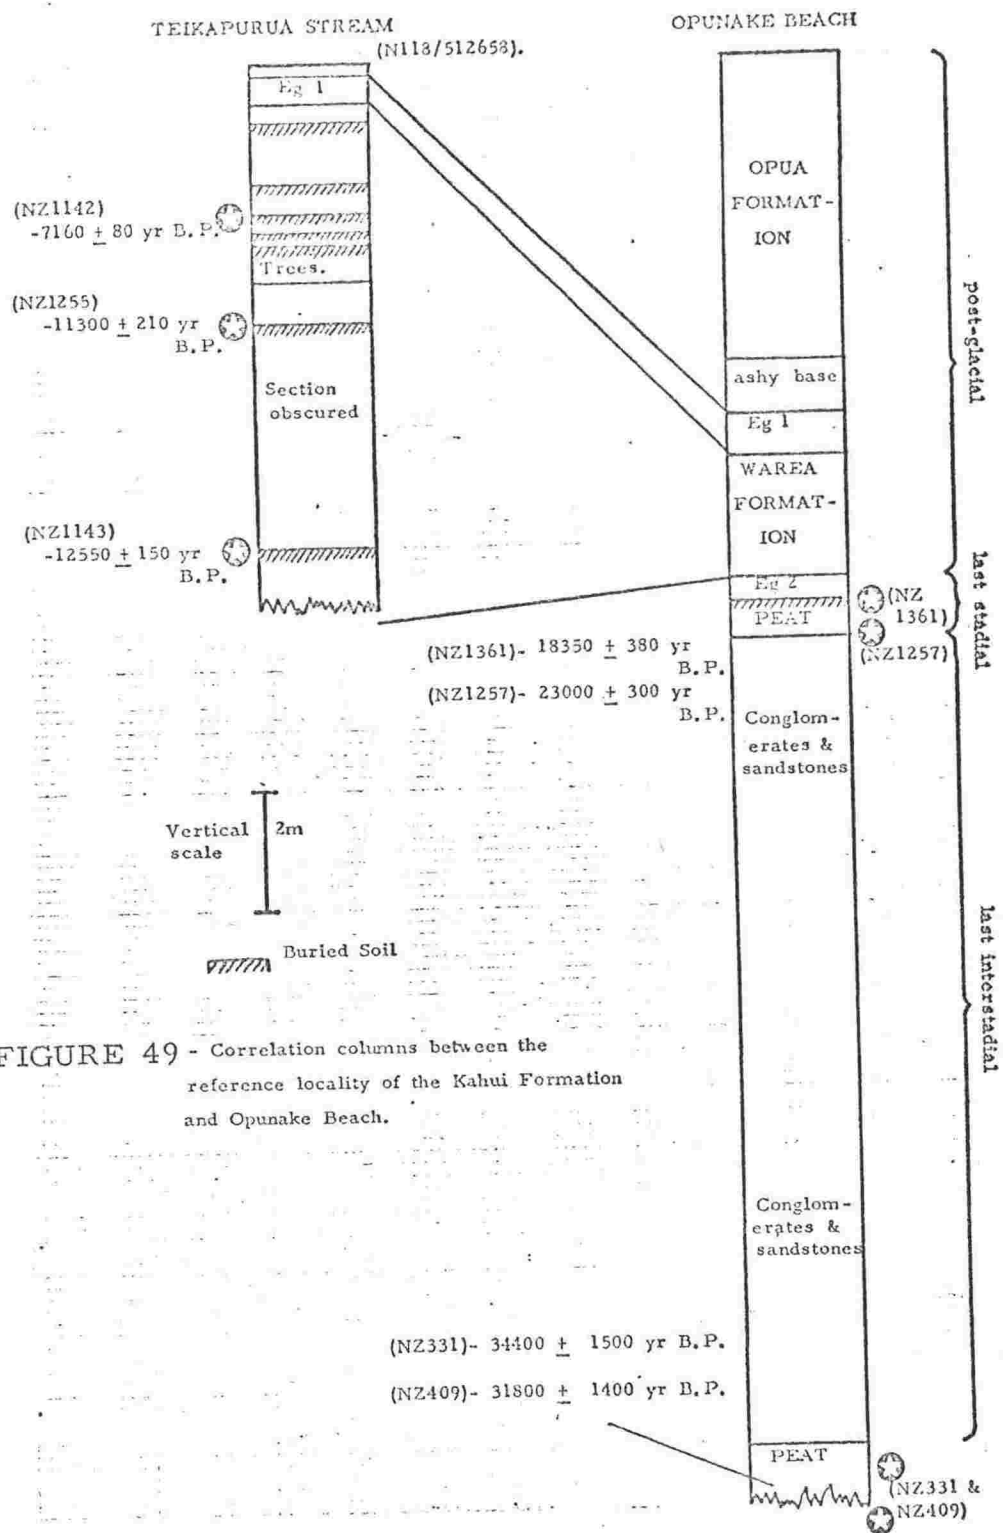 TEIKAPURUA STREAM
(N118/512658).
Eg 1
(NZ1142)
-7160 ± 80 yr B.P.
Trees.
(NZ1255)
-11300 ± 210 yr
B.P.
Section
obscured
(NZ1143)
-12550 ± 150 yr
B.P.
OPUNAKE BEACH
OPUA
FORMAT-
ION
ashy base
Eg 1
WAREA
FORMAT-
ION
Eg 2
PEAT
(NZ
1361)
(NZ1257)
(NZ1361)- 18350 ± 380 yr
B.P.
(NZ1257)- 23000 ± 300 yr
B.P.
Conglom-
erates &
sandstones
post-glacial
last stadial
last interstadial
Vertical
scale
2m
Buried Soil
FIGURE 49 - Correlation columns between the
reference locality of the Kahui Formation
and Opunake Beach.
Conglom-
erates &
sandstones
(NZ331)- 34400 ± 1500 yr B.P.
(NZ409)- 31800 ± 1400 yr B.P.
PEAT
(NZ331 &
NZ409)